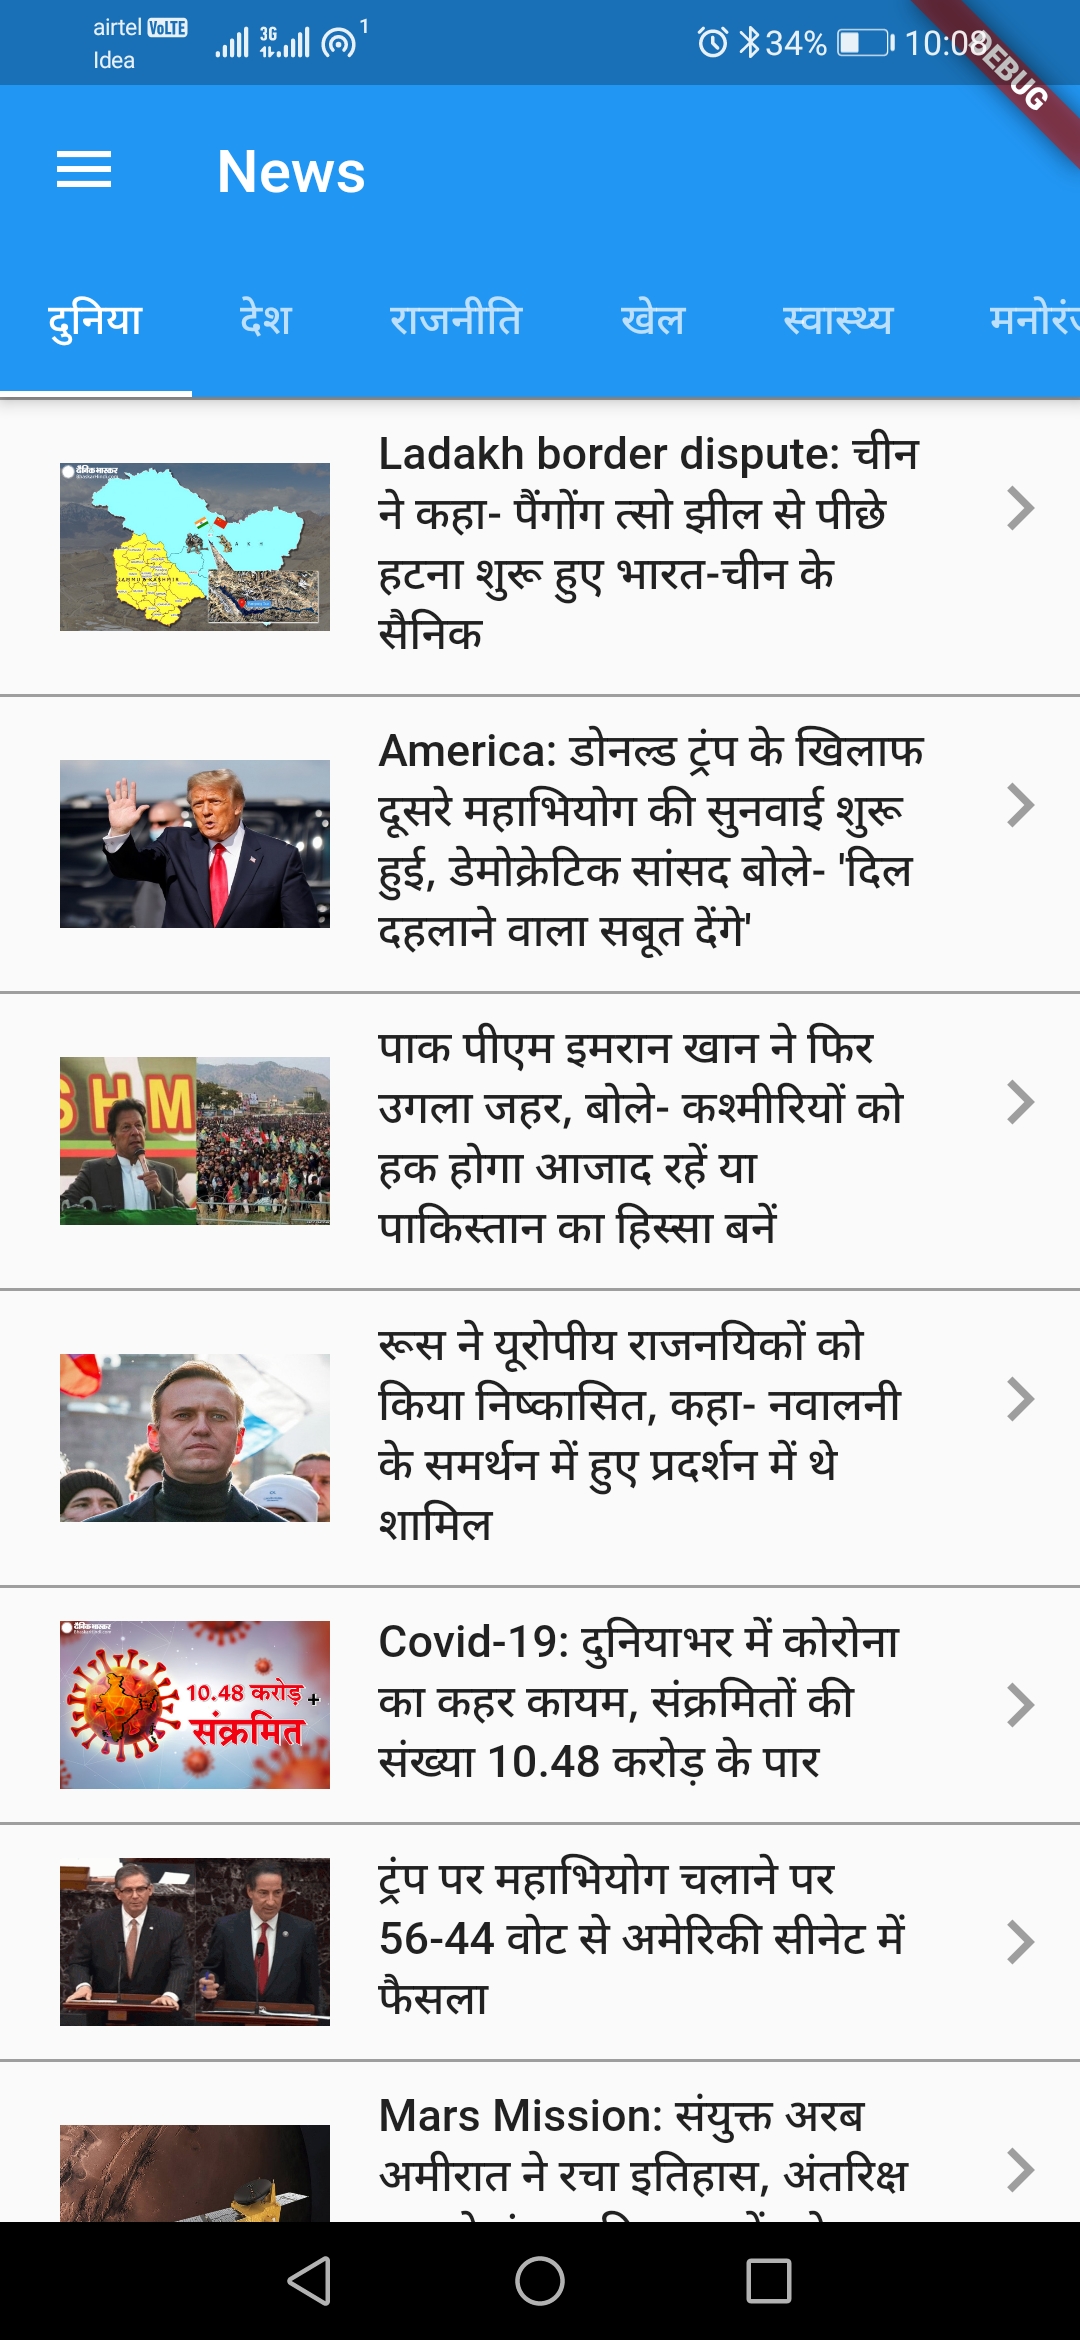 airtel VoLTE
Idea
3G
1
34%
10:08
DEBUG
News
दुनिया देश राजनीति खेल स्वास्थ्य
Ladakh border dispute: चीन
ने कहा- पैंगोंग त्सो झील से पीछे
हटना शुरू हुए भारत-चीन के
सैनिक
दैनिक भास्कर
America: डोनल्ड ट्रंप के खिलाफ
दूसरे महाभियोग की सुनवाई शुरू
हुई, डेमोक्रेटिक सांसद बोले- 'दिल
दहलाने वाला सबूत देंगे'
SHM
पाक पीएम इमरान खान ने फिर
उगला जहर, बोले- कश्मीरियों को
हक होगा आजाद रहें या
पाकिस्तान का हिस्सा बनें
रूस ने यूरोपीय राजनयिकों को
किया निष्कासित, कहा- नवालनी
के समर्थन में हुए प्रदर्शन में थे
शामिल
दैनिक भास्कर
10.48 करोड़ +
संक्रमित
Covid-19: दुनियाभर में कोरोना
का कहर कायम, संक्रमितों की
संख्या 10.48 करोड़ के पार
ट्रंप पर महाभियोग चलाने पर
56-44 वोट से अमेरिकी सीनेट में
फैसला
Mars Mission: संयुक्त अरब
अमीरात ने रचा इतिहास, अंतरिक्ष